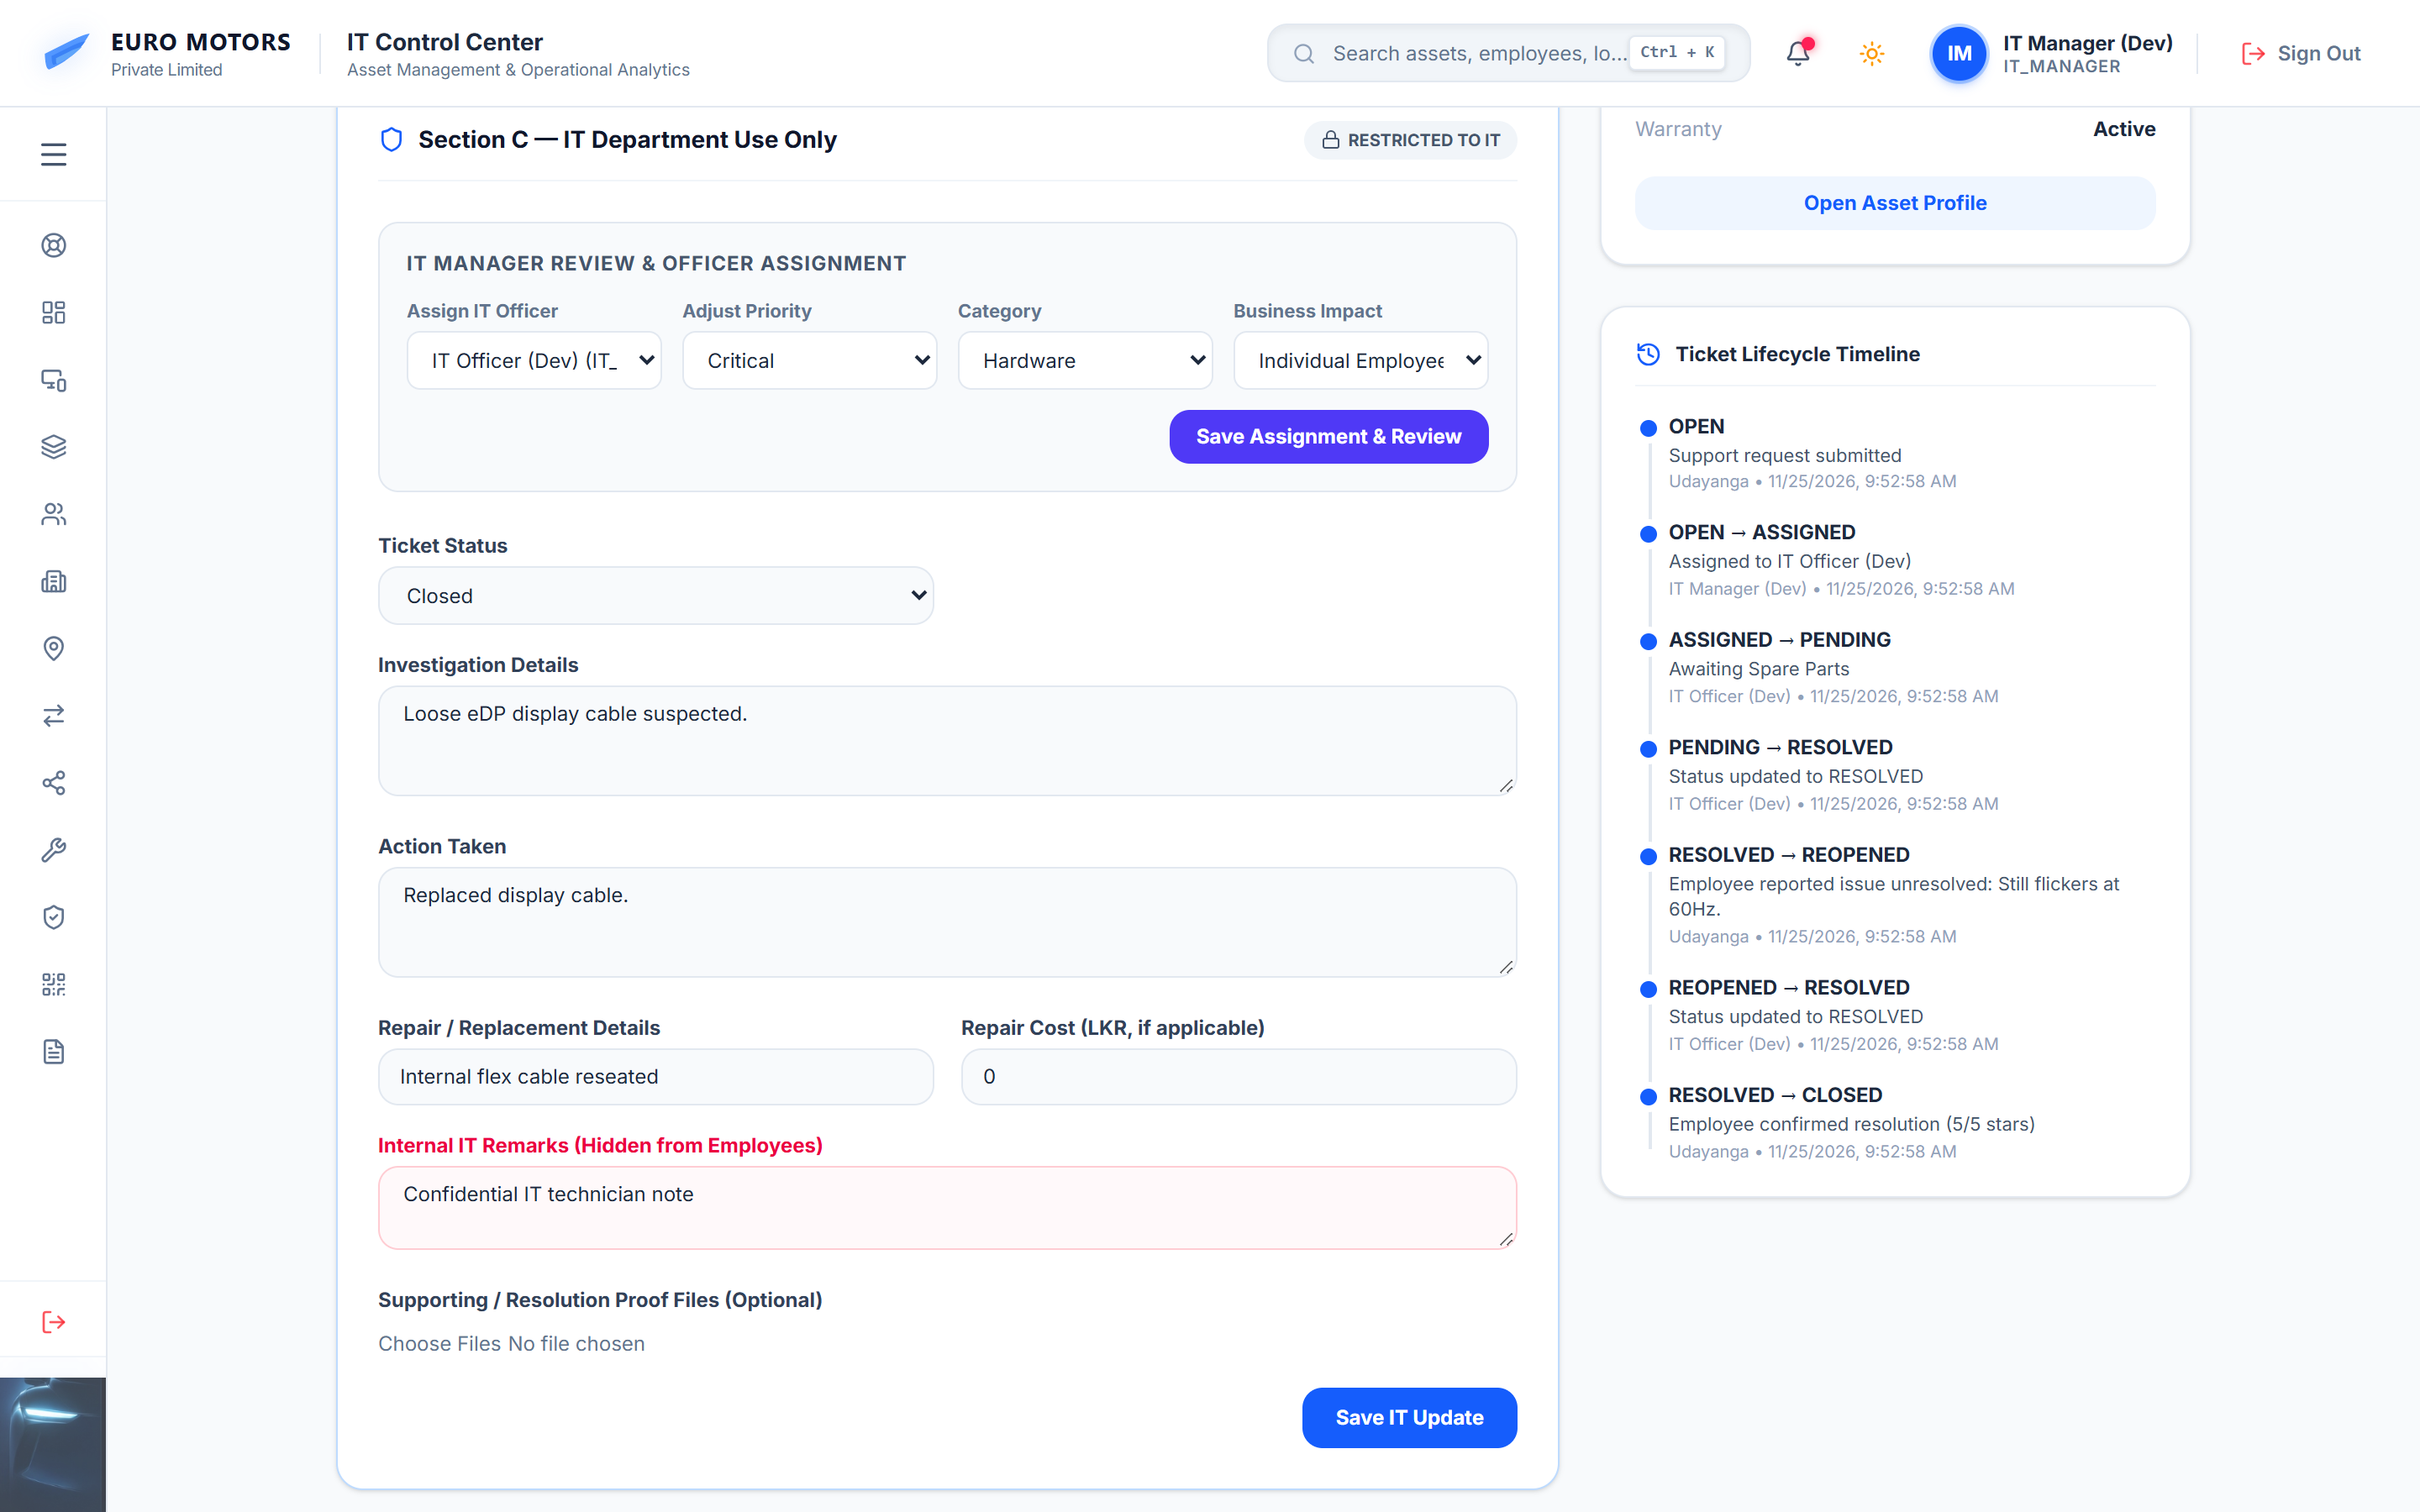 EURO MOTORS
Private Limited
IT Control Center
Asset Management & Operational Analytics
Search assets, employees, lo...
Ctrl + K
IM
IT Manager (Dev)
IT_MANAGER
Sign Out
Section C — IT Department Use Only
RESTRICTED TO IT
IT MANAGER REVIEW & OFFICER ASSIGNMENT
Assign IT Officer
Adjust Priority
Category
Business Impact
IT Officer (Dev) (IT_
Critical
Hardware
Individual Employee
Save Assignment & Review
Ticket Status
Closed
Investigation Details
Loose eDP display cable suspected.
Action Taken
Replaced display cable.
Repair / Replacement Details
Repair Cost (LKR, if applicable)
Internal flex cable reseated
0
Internal IT Remarks (Hidden from Employees)
Confidential IT technician note
Supporting / Resolution Proof Files (Optional)
Choose Files No file chosen
Save IT Update
Warranty
Active
Open Asset Profile
Ticket Lifecycle Timeline
OPEN
Support request submitted
Udayanga • 11/25/2026, 9:52:58 AM
OPEN → ASSIGNED
Assigned to IT Officer (Dev)
IT Manager (Dev) • 11/25/2026, 9:52:58 AM
ASSIGNED → PENDING
Awaiting Spare Parts
IT Officer (Dev) • 11/25/2026, 9:52:58 AM
PENDING → RESOLVED
Status updated to RESOLVED
IT Officer (Dev) • 11/25/2026, 9:52:58 AM
RESOLVED → REOPENED
Employee reported issue unresolved: Still flickers at
60Hz.
Udayanga • 11/25/2026, 9:52:58 AM
REOPENED → RESOLVED
Status updated to RESOLVED
IT Officer (Dev) • 11/25/2026, 9:52:58 AM
RESOLVED → CLOSED
Employee confirmed resolution (5/5 stars)
Udayanga • 11/25/2026, 9:52:58 AM